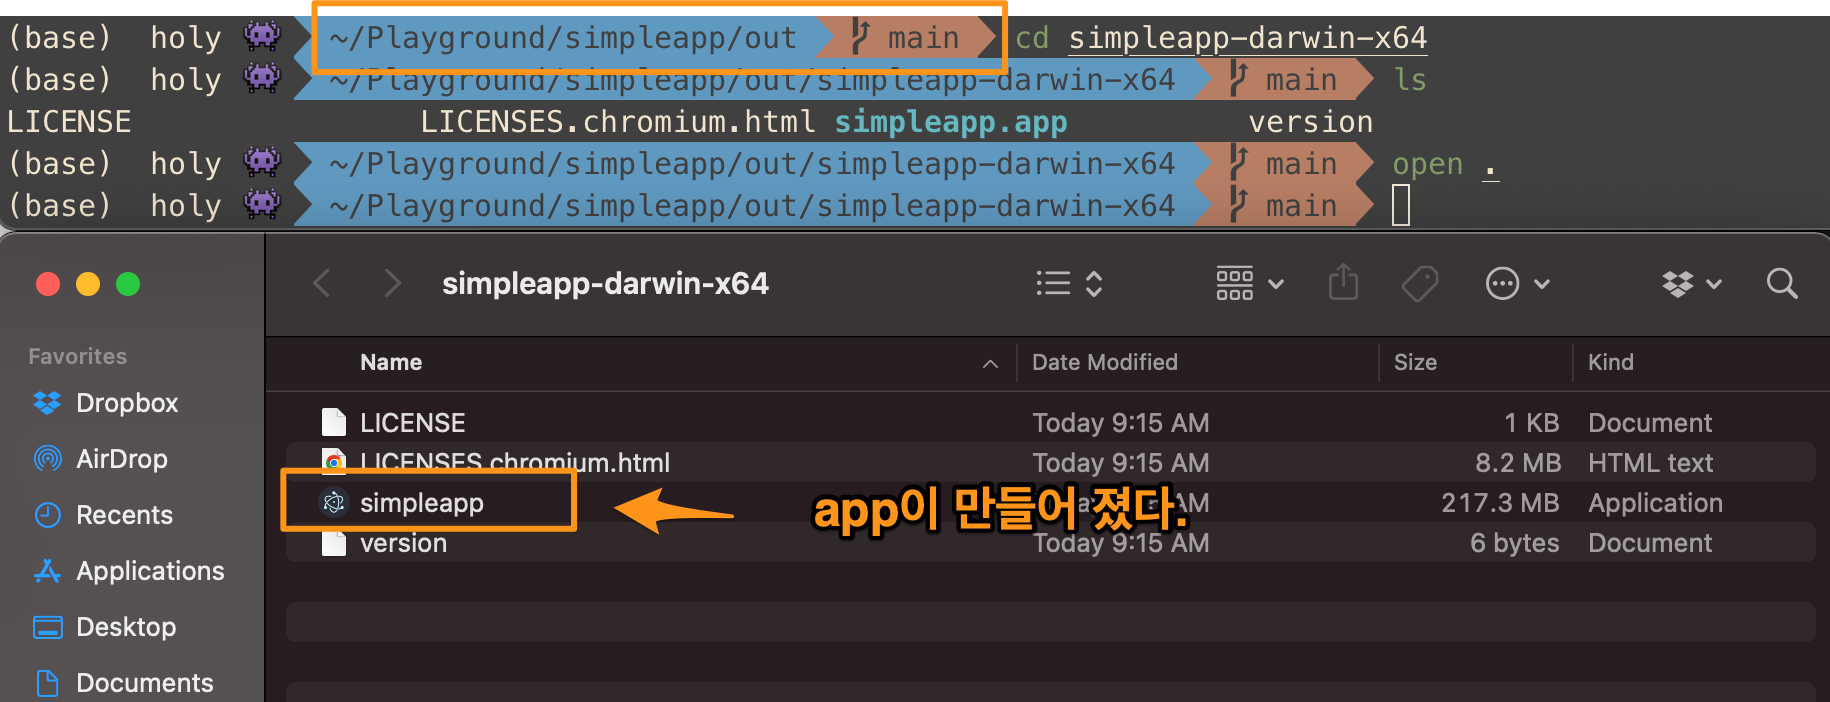 (base) holy ~/Playground/simpleapp/out main cd simpleapp-darwin-x64
(base) holy ~/Playground/simpleapp/out/simpleapp-darwin-x64 main ls
LICENSE LICENSES.chromium.html simpleapp.app version
(base) holy ~/Playground/simpleapp/out/simpleapp-darwin-x64 main open .
(base) holy ~/Playground/simpleapp/out/simpleapp-darwin-x64 main
simpleapp-darwin-x64
Favorites
Dropbox
AirDrop
Recents
Applications
Desktop
Documents
Name Date Modified Size Kind
LICENSE Today 9:15 AM 1 KB Document
LICENSES.chromium.html Today 9:15 AM 8.2 MB HTML text
simpleapp 217.3 MB Application
app이 만들어 졌다.
version Today 9:15 AM 6 bytes Document